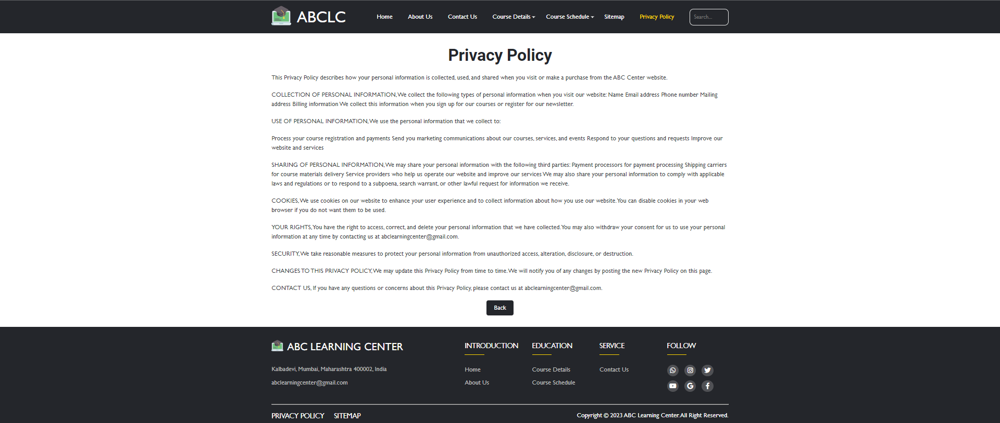 ABCLC
Home About Us Contact Us Course Details Course Schedule Sitemap Privacy Policy Search...
Privacy Policy
This Privacy Policy describes how your personal information is collected, used, and shared when you visit or make a purchase from the ABC Center website.
COLLECTION OF PERSONAL INFORMATION, We collect the following types of personal information when you visit our website: Name Email address Phone number Mailing
address Billing information We collect this information when you sign up for our courses or register for our newsletter.
USE OF PERSONAL INFORMATION, We use the personal information that we collect to:
Process your course registration and payments Send you marketing communications about our courses, services, and events Respond to your questions and requests Improve our
website and services
SHARING OF PERSONAL INFORMATION, We may share your personal information with the following third parties: Payment processors for payment processing Shipping carriers
for course materials delivery Service providers who help us operate our website and improve our services We may also share your personal information to comply with applicable
laws and regulations or to respond to a subpoena, search warrant, or other lawful request for information we receive.
COOKIES, We use cookies on our website to enhance your user experience and to collect information about how you use our website. You can disable cookies in your web
browser if you do not want them to be used.
YOUR RIGHTS, You have the right to access, correct, and delete your personal information that we have collected. You may also withdraw your consent for us to use your personal
information at any time by contacting us at abclearningcenter@gmail.com.
SECURITY, We take reasonable measures to protect your personal information from unauthorized access, alteration, disclosure, or destruction.
CHANGES TO THIS PRIVACY POLICY, We may update this Privacy Policy from time to time. We will notify you of any changes by posting the new Privacy Policy on this page.
CONTACT US, If you have any questions or concerns about this Privacy Policy, please contact us at abclearningcenter@gmail.com.
Back
ABC LEARNING CENTER
Kalbadevi, Mumbai, Maharashtra 400002, India
abclearningcenter@gmail.com
INTRODUCTION
Home
About Us
EDUCATION
Course Details
Course Schedule
SERVICE
Contact Us
FOLLOW
PRIVACY POLICY SITEMAP
Copyright © 2023 ABC Learning Center. All Right Reserved.